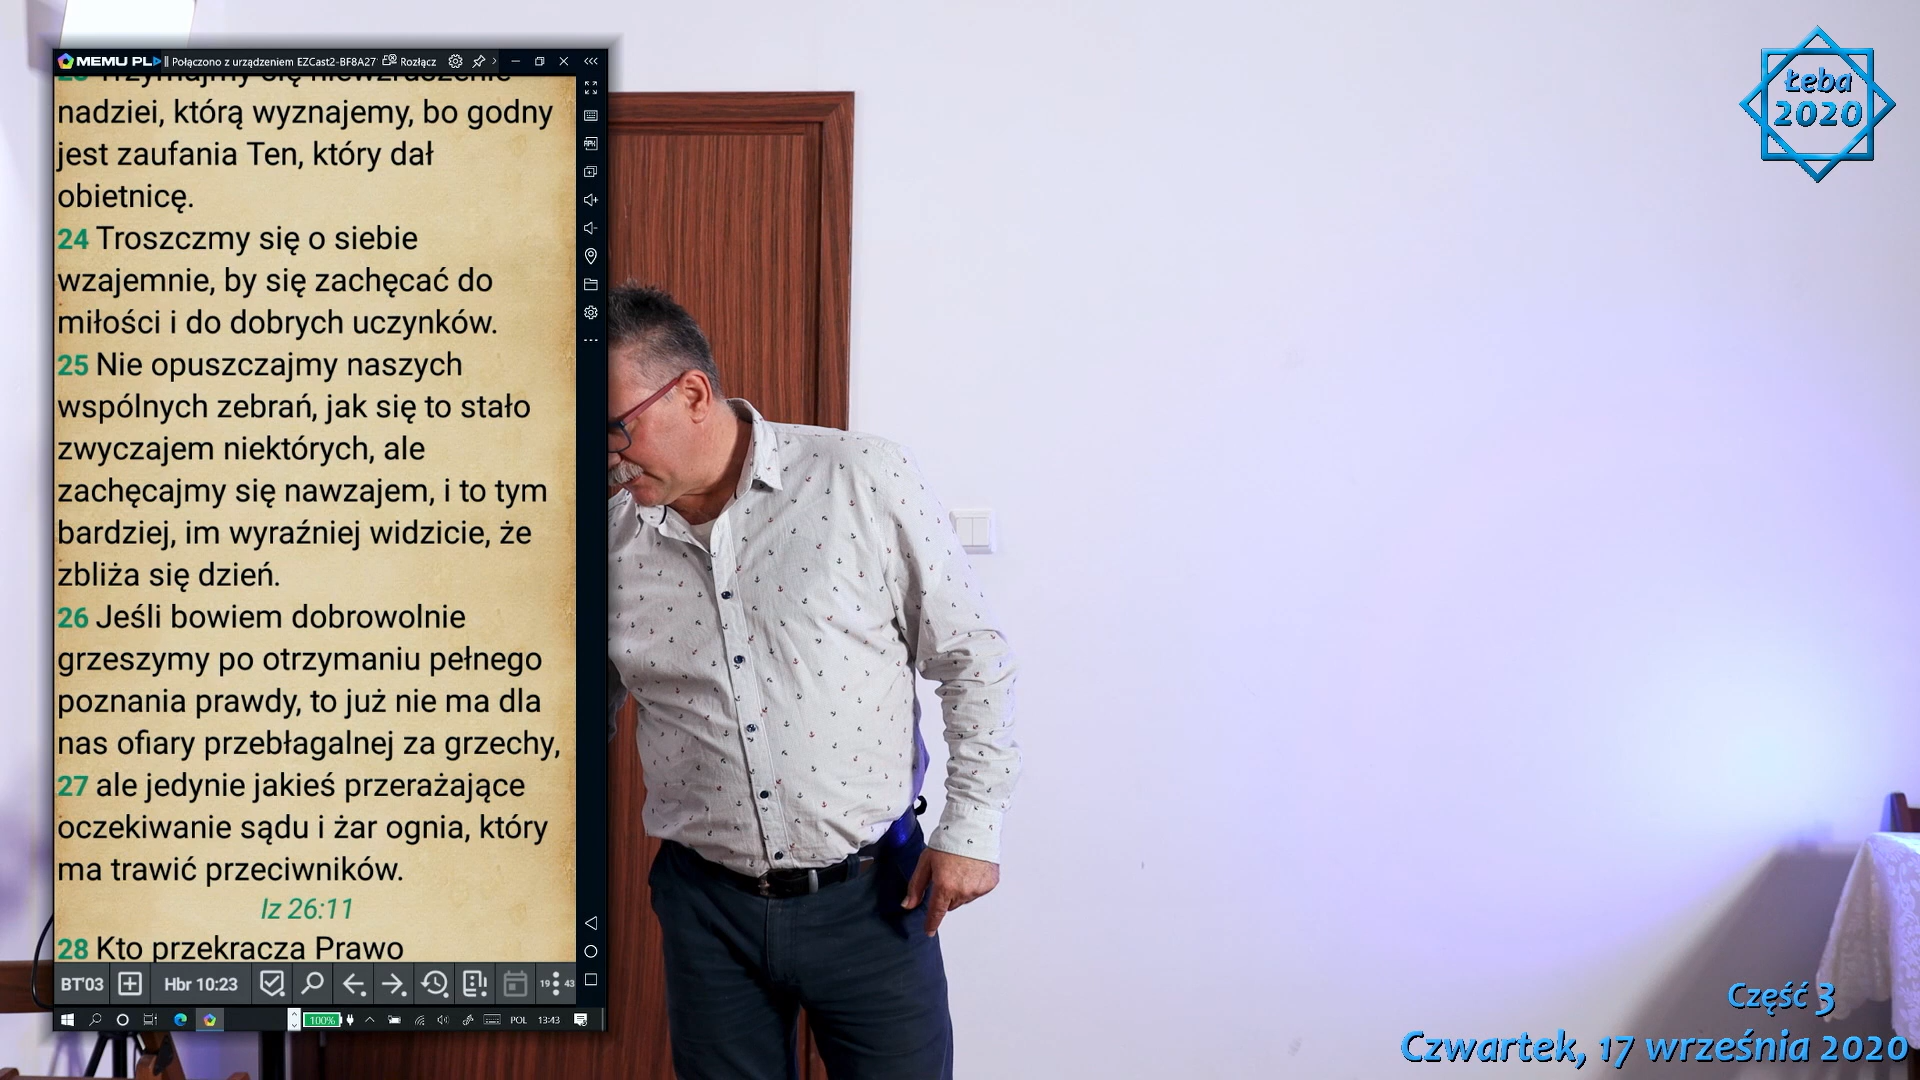 MEMU PL
Połączono z urządzeniem EZCast2-BF8A27
Rozłącz
23 Trzymajmy się niewzruszenie
nadziei, którą wyznajemy, bo godny
jest zaufania Ten, który dał
obietnicę.
24 Troszczmy się o siebie
wzajemnie, by się zachęcać do
miłości i do dobrych uczynków.
25 Nie opuszczajmy naszych
wspólnych zebrań, jak się to stało
zwyczajem niektórych, ale
zachęcajmy się nawzajem, i to tym
bardziej, im wyraźniej widzicie, że
zbliża się dzień.
26 Jeśli bowiem dobrowolnie
grzeszymy po otrzymaniu pełnego
poznania prawdy, to już nie ma dla
nas ofiary przebłagalnej za grzechy,
27 ale jedynie jakieś przerażające
oczekiwanie sądu i żar ognia, który
ma trawić przeciwników.
Iz 26:11
28 Kto przekracza Prawo
BT'03
Hbr 10:23
19 43
100%
POL
13:43
Łeba
2020
Część 3
Czwartek, 17 września 2020